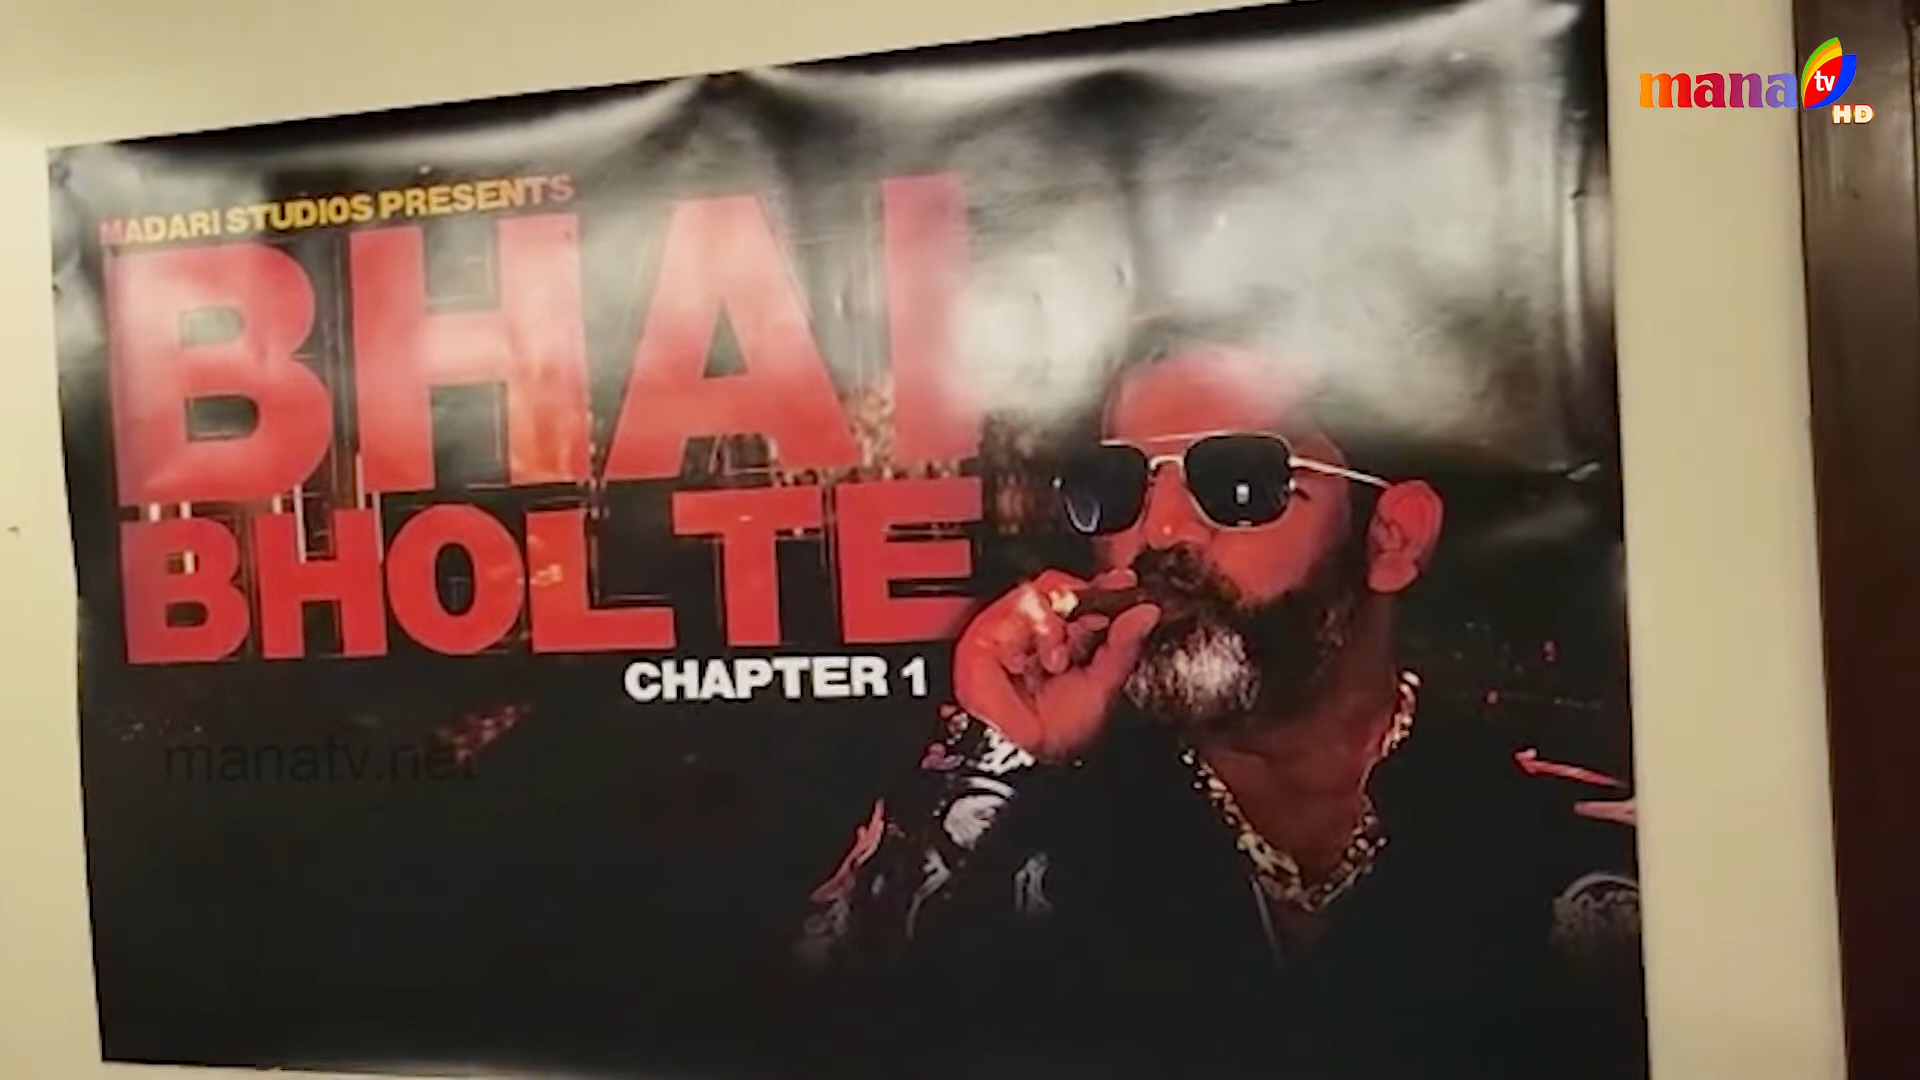 mana tv
HD
MADARI STUDIOS PRESENTS
BHAI
BHOLTE
CHAPTER 1
manatv.net